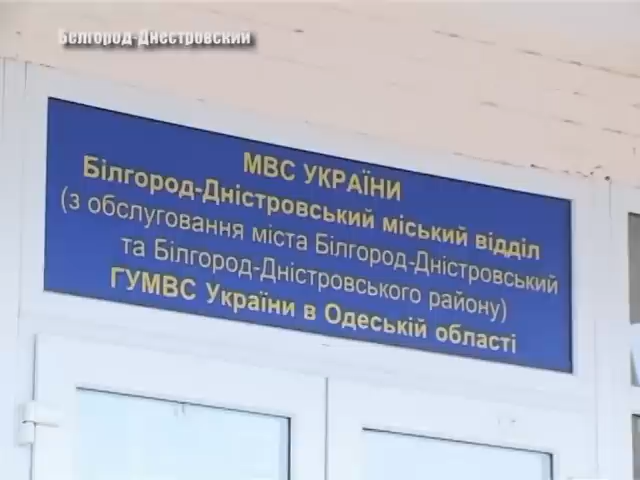 Белгород-Днестровский
МВС УКРАЇНИ
Білгород-Дністровський міський відділ
(з обслуговання міста Білгород-Дністровський
та Білгород-Дністровського району)
ГУМВС України в Одеській області